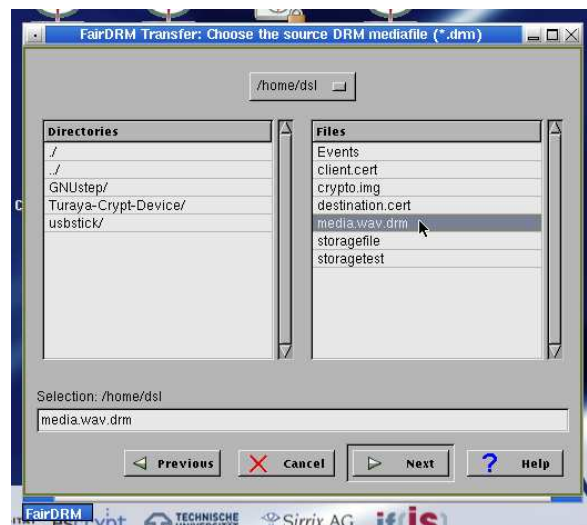 FairDRM Transfer: Choose the source DRM mediafile (*.drm)
/home/dsl
Directories
./
../
GNUstep/
Turaya-Crypt-Device/
usbstick/
Files
Events
client.cert
crypto.img
destination.cert
media.wav.drm
storagefile
storagetest
Selection: /home/dsl
media.wav.drm
Previous
Cancel
Next
? Help
FairDRM
TECHNISCHE
Sirrix AG
if(is)